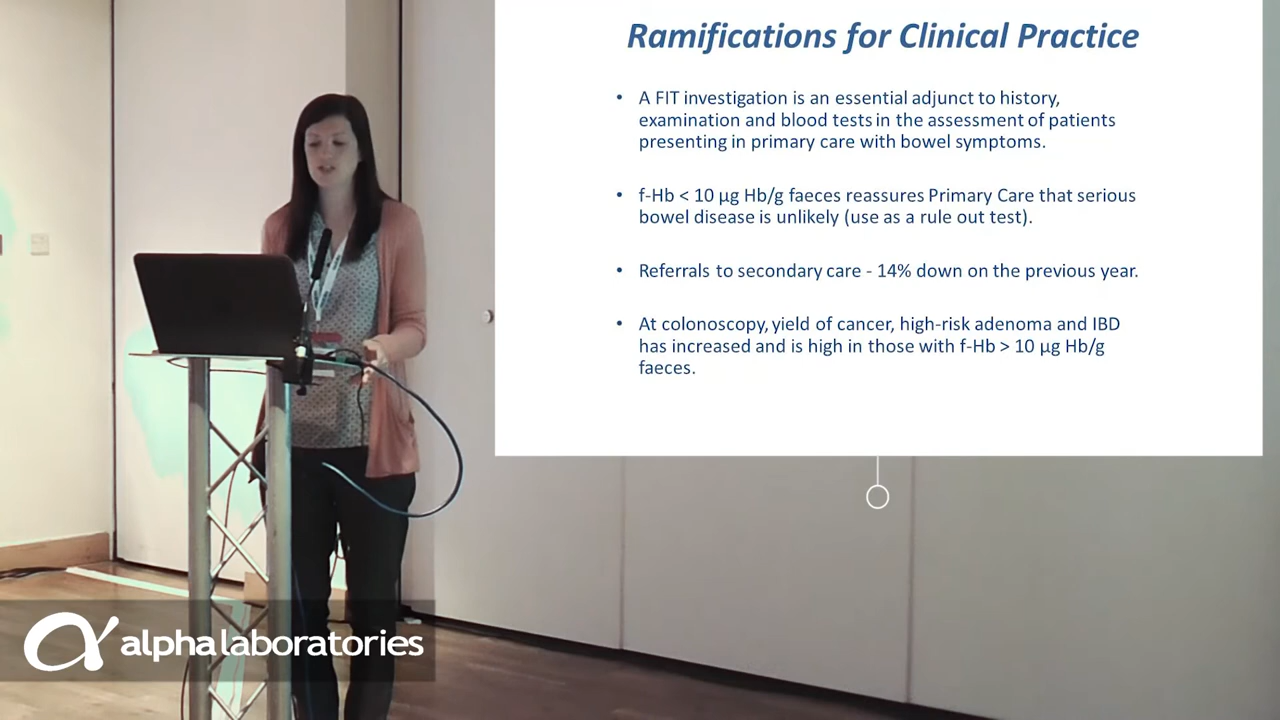 Ramifications for Clinical Practice
• A FIT investigation is an essential adjunct to history,
examination and blood tests in the assessment of patients
presenting in primary care with bowel symptoms.
• f-Hb < 10 µg Hb/g faeces reassures Primary Care that serious
bowel disease is unlikely (use as a rule out test).
• Referrals to secondary care - 14% down on the previous year.
• At colonoscopy, yield of cancer, high-risk adenoma and IBD
has increased and is high in those with f-Hb > 10 µg Hb/g
faeces.
alphalaboratories